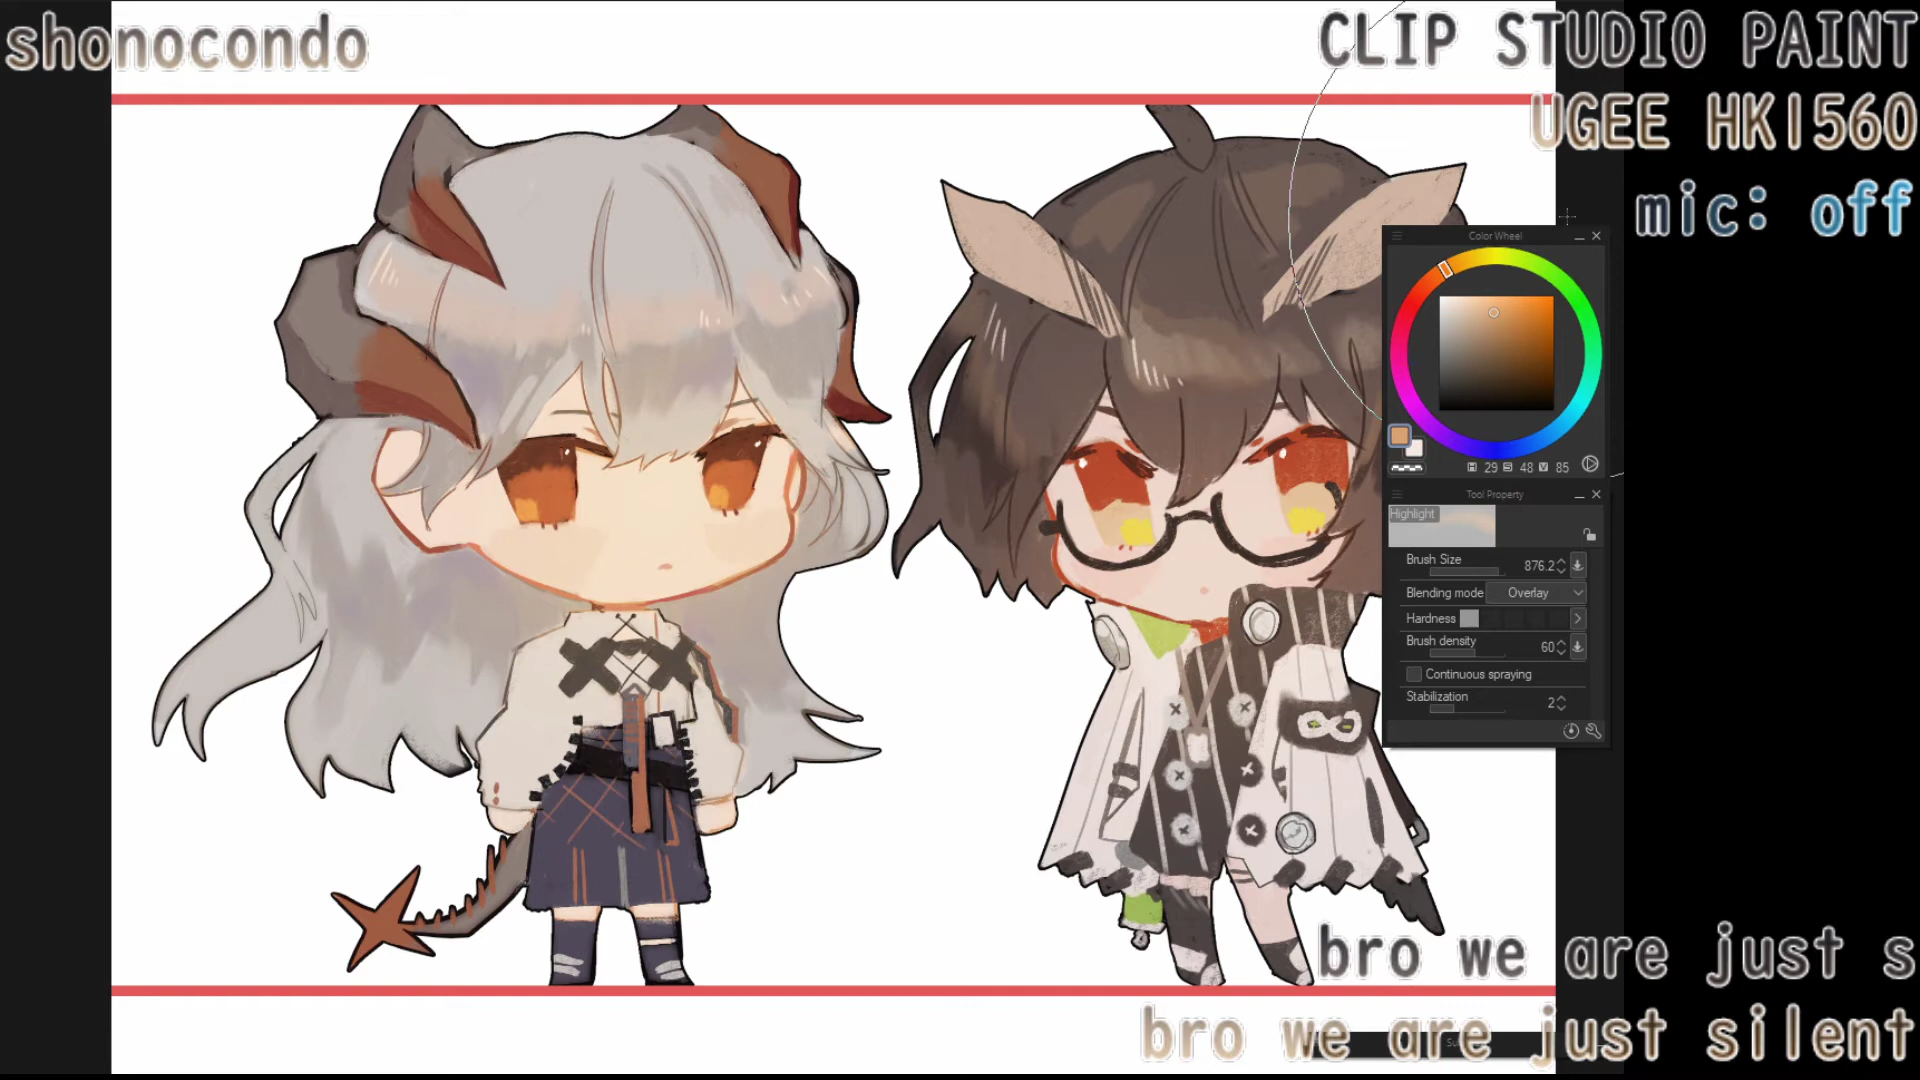 shonocondo
CLIP STUDIO PAINT
UGEE HK1560
mic: off
Color Wheel
H 29 S 48 V 85
Tool Property
Highlight
Brush Size 876.2
Blending mode Overlay
Hardness
Brush density 60
Continuous spraying
Stabilization 2
bro we are just s
bro we are just silent